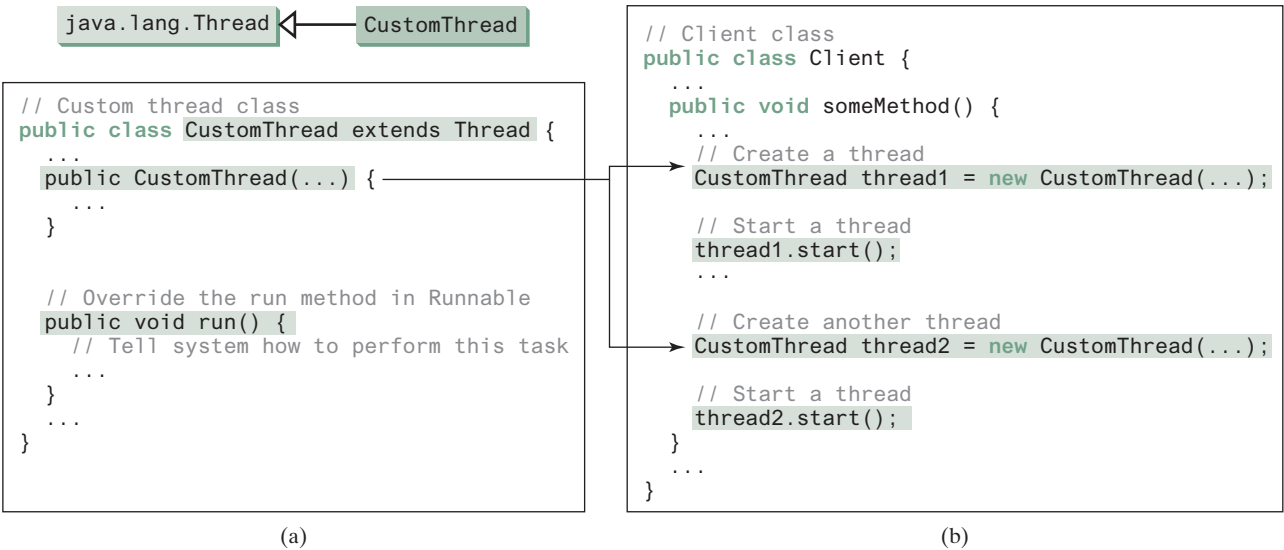 java.lang.Thread
CustomThread
// Custom thread class
public class CustomThread extends Thread {
...
public CustomThread(...) {
...
}
// Override the run method in Runnable
public void run() {
// Tell system how to perform this task
...
}
...
}
(a)
// Client class
public class Client {
...
public void someMethod() {
...
// Create a thread
CustomThread thread1 = new CustomThread(...);
// Start a thread
thread1.start();
...
// Create another thread
CustomThread thread2 = new CustomThread(...);
// Start a thread
thread2.start();
}
...
}
(b)